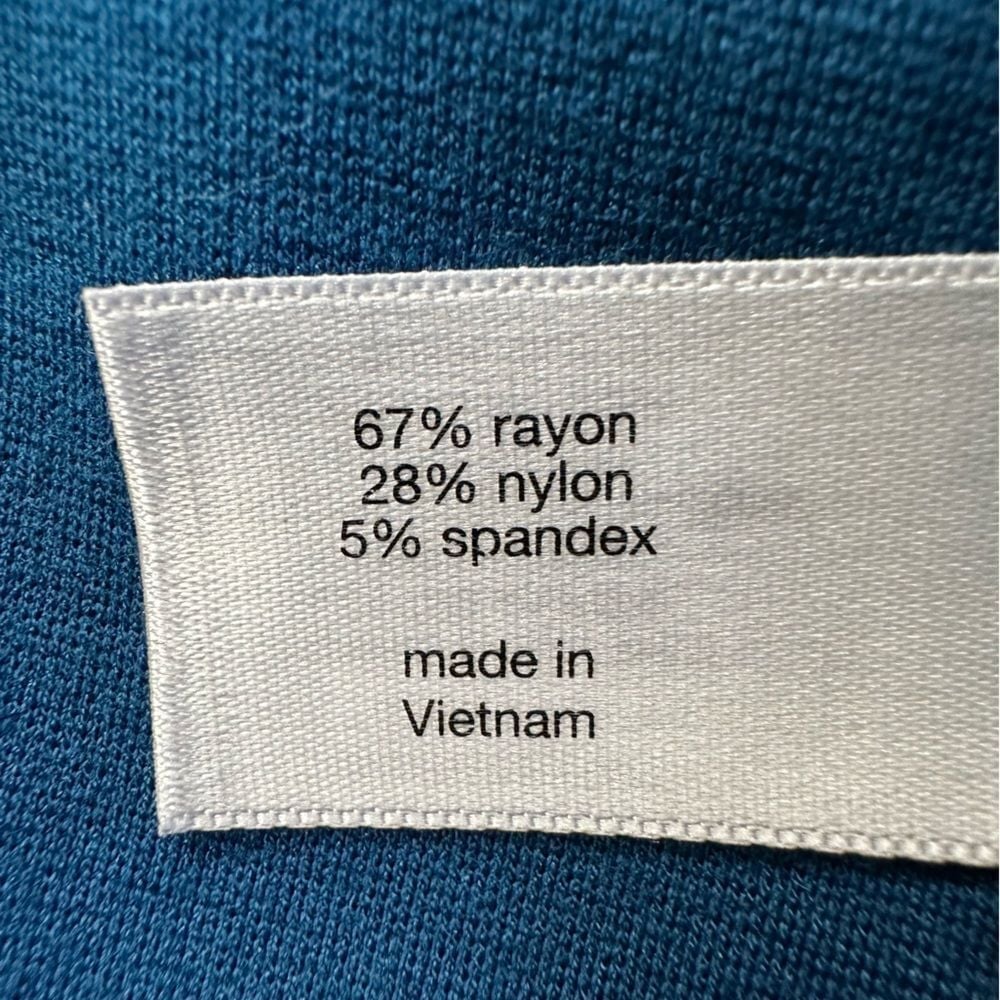 67% rayon
28% nylon
5% spandex
made in
Vietnam